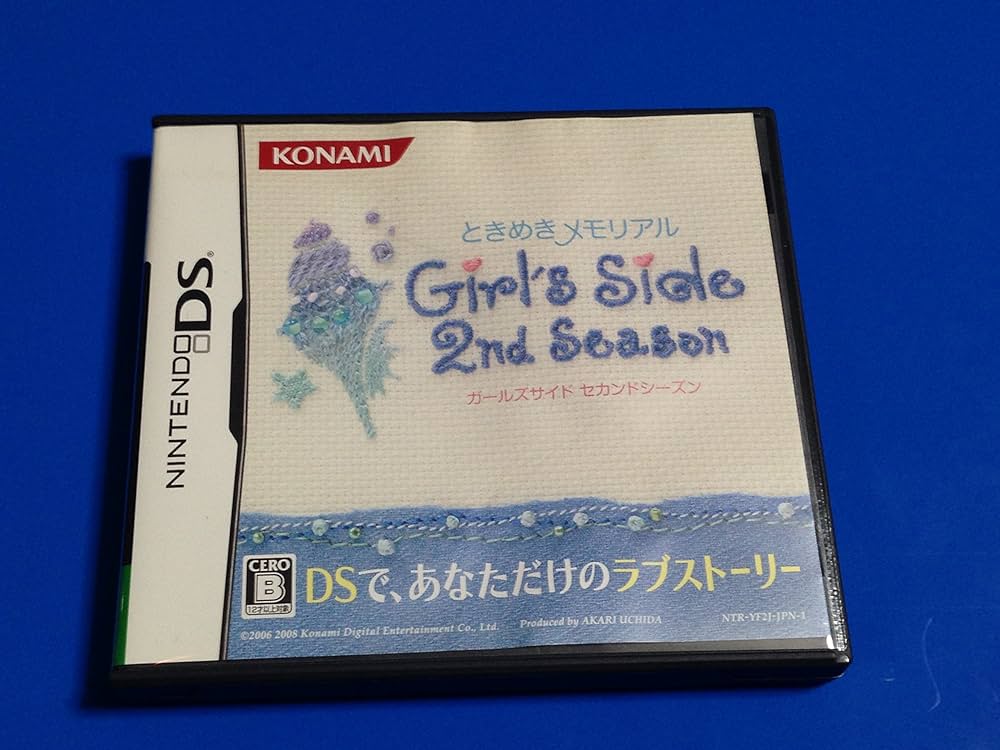 KONAMI
NINTENDODS®
ときめきメモリアル
Girl's Side
2nd Season
ガールズサイド セカンドシーズン
CERO
B
12才以上対象
DSで、あなただけのラブストーリー
©2006 2008 Konami Digital Entertainment Co., Ltd.
Produced by AKARI UCHIDA
NTR-YF2J-JPN-1